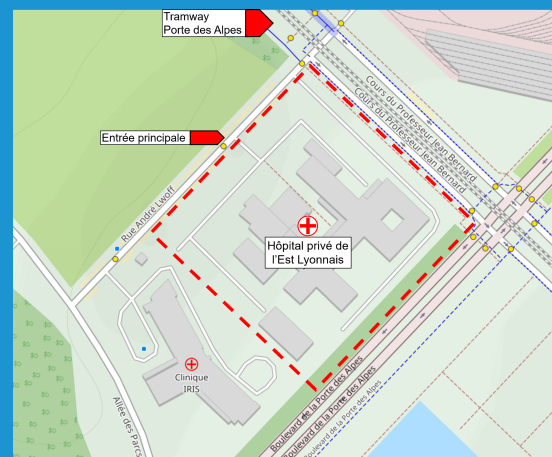 Tramway
Porte des Alpes
Cours du Professeur Jean Bernard
Cours du Professeur Jean Bernard
Entrée principale
Rue André Lwoff
Hôpital privé de
l'Est Lyonnais
Clinique
IRIS
Allée des Parcs
Boulevard de la Porte des Alpes
Boulevard de la Porte des Alpes
Boulevard de la Porte des Alpes